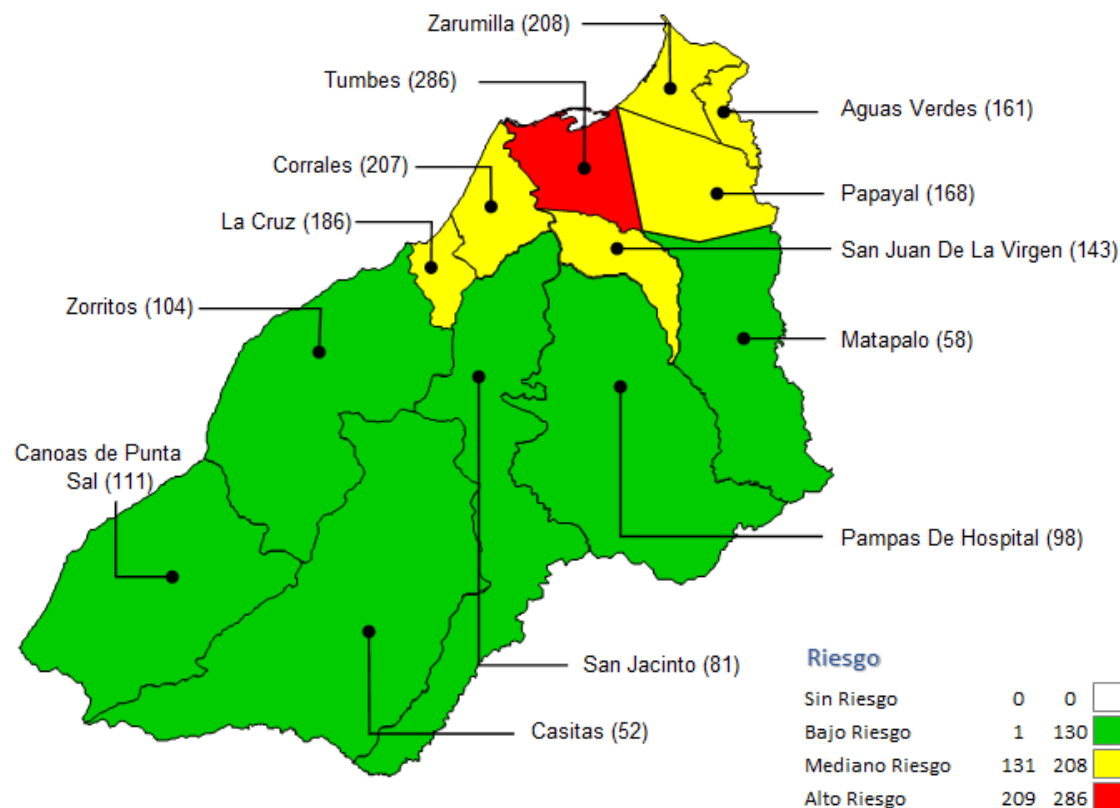 Zarumilla (208)
Tumbes (286)
Aguas Verdes (161)
Corrales (207)
Papayal (168)
La Cruz (186)
San Juan De La Virgen (143)
Zorritos (104)
Matapalo (58)
Canoas de Punta
Sal (111)
Pampas De Hospital (98)
San Jacinto (81)
Casitas (52)
Riesgo
Sin Riesgo 0 0
Bajo Riesgo 1 130
Mediano Riesgo 131 208
Alto Riesgo 209 286